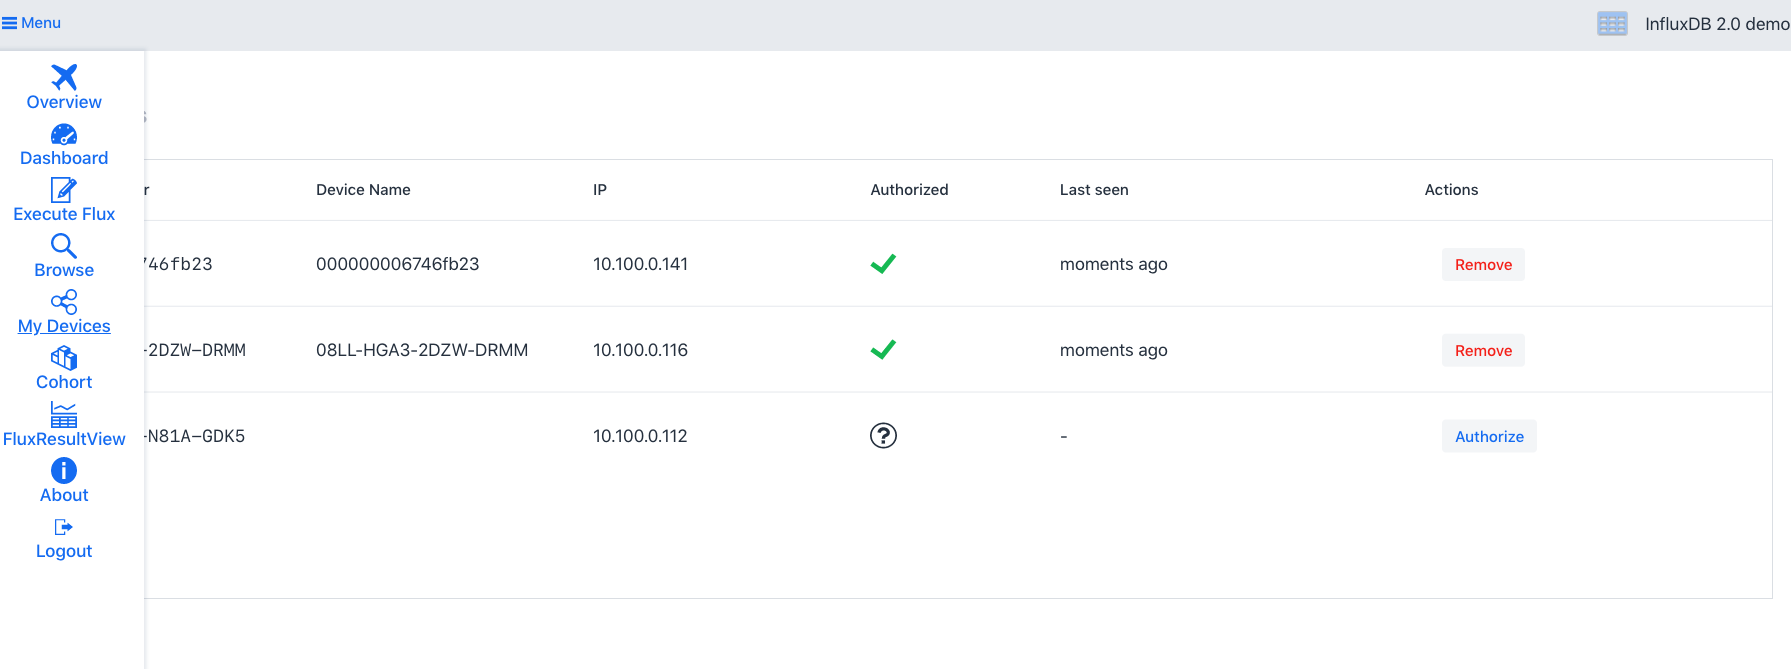 Menu
InfluxDB 2.0 demo
Overview
Dashboard
Execute Flux
Browse
My Devices
Cohort
FluxResultView
About
Logout
s
r Device Name IP Authorized Last seen Actions
746fb23 000000006746fb23 10.100.0.141 moments ago Remove
-2DZW-DRMM 08LL-HGA3-2DZW-DRMM 10.100.0.116 moments ago Remove
-N81A-GDK5 10.100.0.112 ? - Authorize